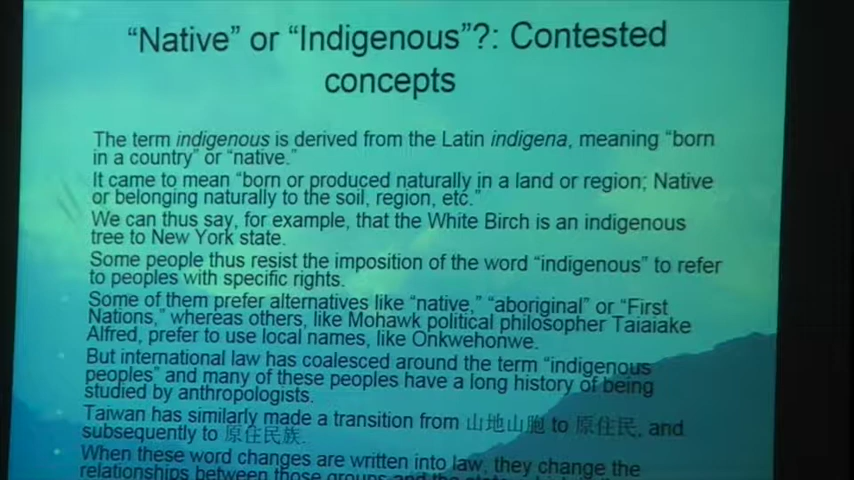 “Native” or “Indigenous”?: Contested
concepts
The term indigenous is derived from the Latin indigena, meaning “born
in a country” or “native.”
It came to mean “born or produced naturally in a land or region; Native
or belonging naturally to the soil, region, etc.”
We can thus say, for example, that the White Birch is an indigenous
tree to New York state.
Some people thus resist the imposition of the word “indigenous” to refer
to peoples with specific rights.
Some of them prefer alternatives like “native,” “aboriginal” or “First
Nations,” whereas others, like Mohawk political philosopher Taiaiake
Alfred, prefer to use local names, like Onkwehonwe.
But international law has coalesced around the term “indigenous
peoples” and many of these peoples have a long history of being
studied by anthropologists.
Taiwan has similarly made a transition from 山地山胞 to 原住民, and
subsequently to 原住民族.
When these word changes are written into law, they change the
relationships between those groups and the